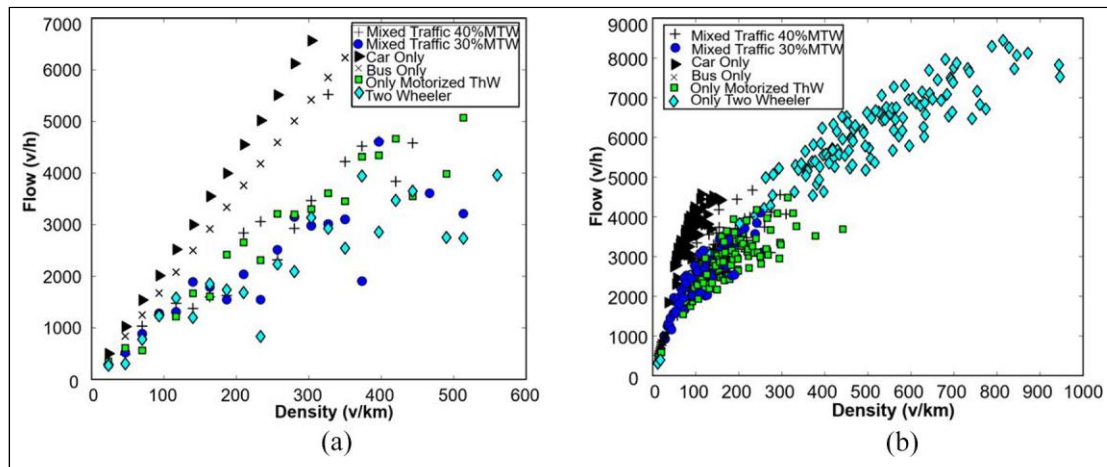 7000
6000
5000
4000
3000
2000
1000
0
Flow (v/h)
Mixed Traffic 40%MTW
Mixed Traffic 30%MTW
Car Only
Bus Only
Only Motorized ThW
Two Wheeler
0 100 200 300 400 500 600
Density (v/km)
(a)
9000
8000
7000
6000
5000
4000
3000
2000
1000
0
Flow (v/h)
Mixed Traffic 40%MTW
Mixed Traffic 30%MTW
Car Only
Bus Only
Only Motorized ThW
Only Two Wheeler
0 100 200 300 400 500 600 700 800 900 1000
Density (v/km)
(b)